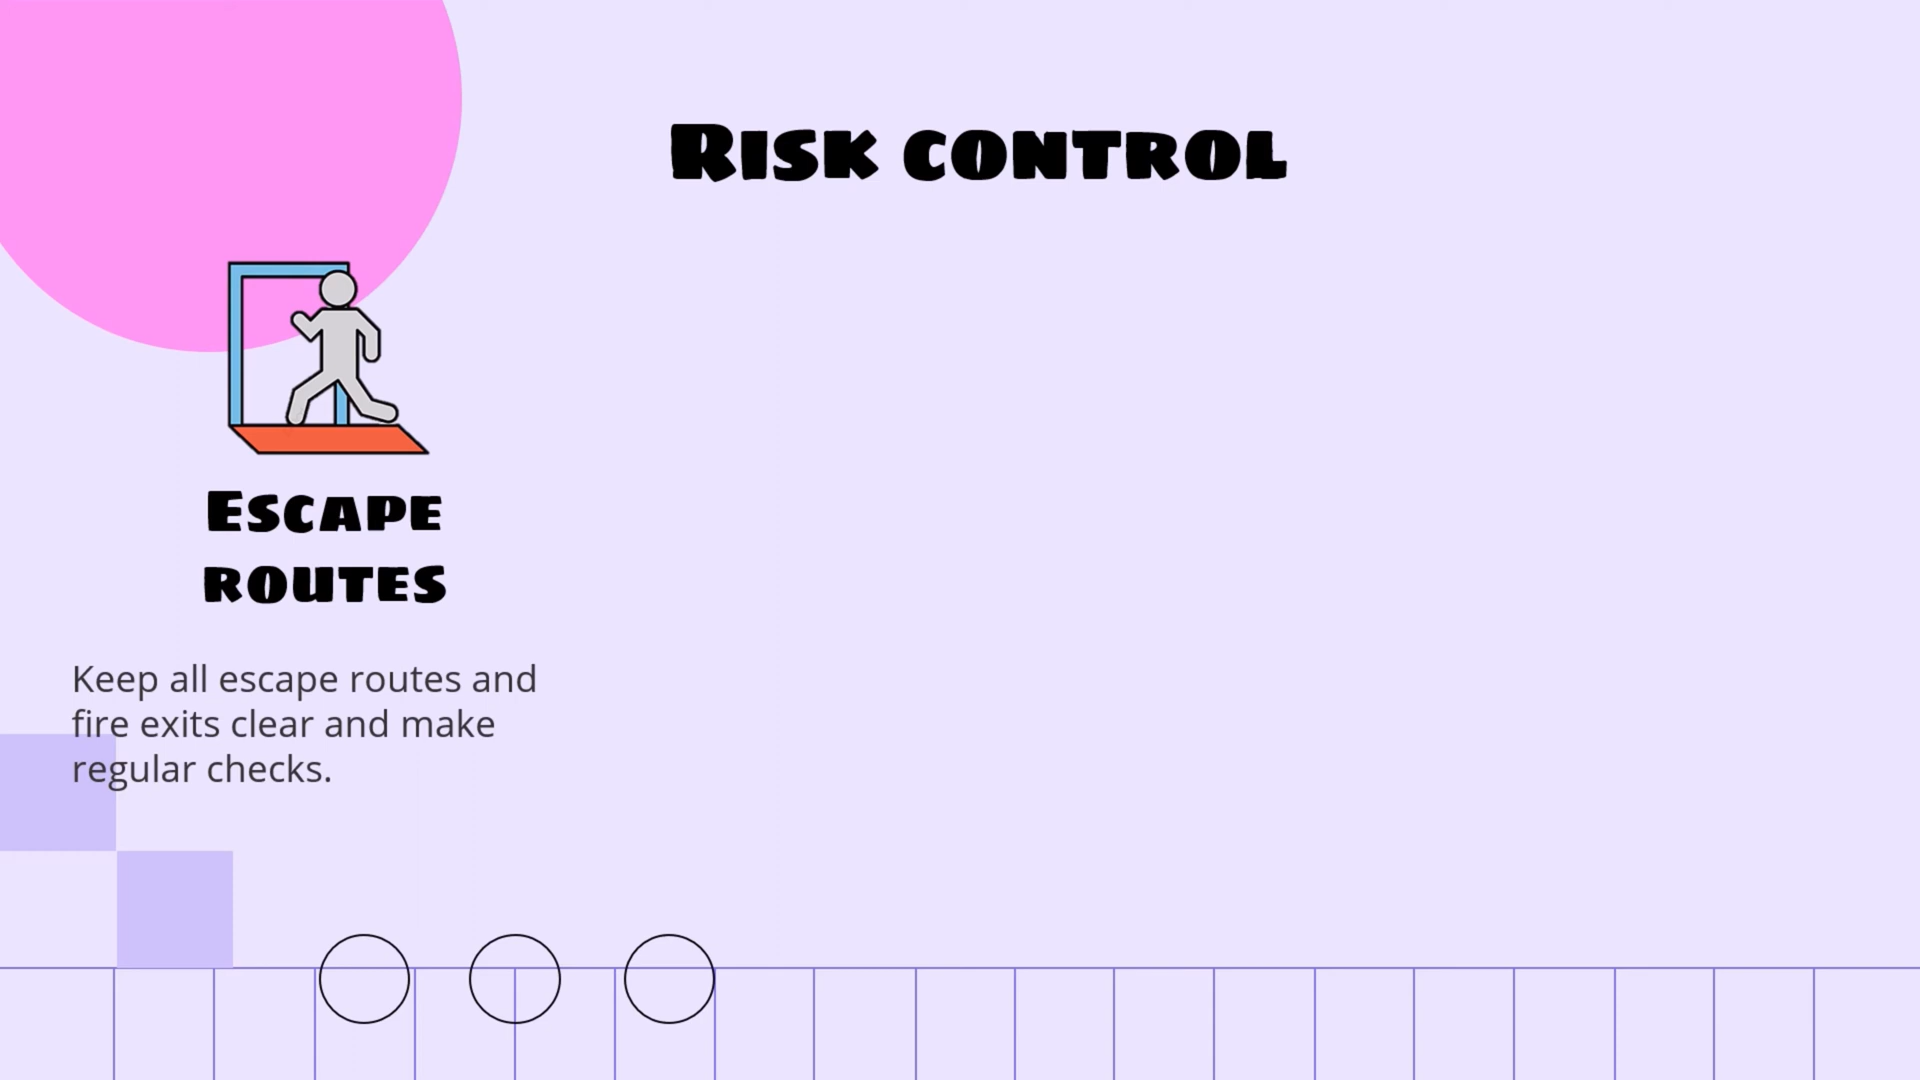 Risk control
Escape
routes
Keep all escape routes and
fire exits clear and make
regular checks.